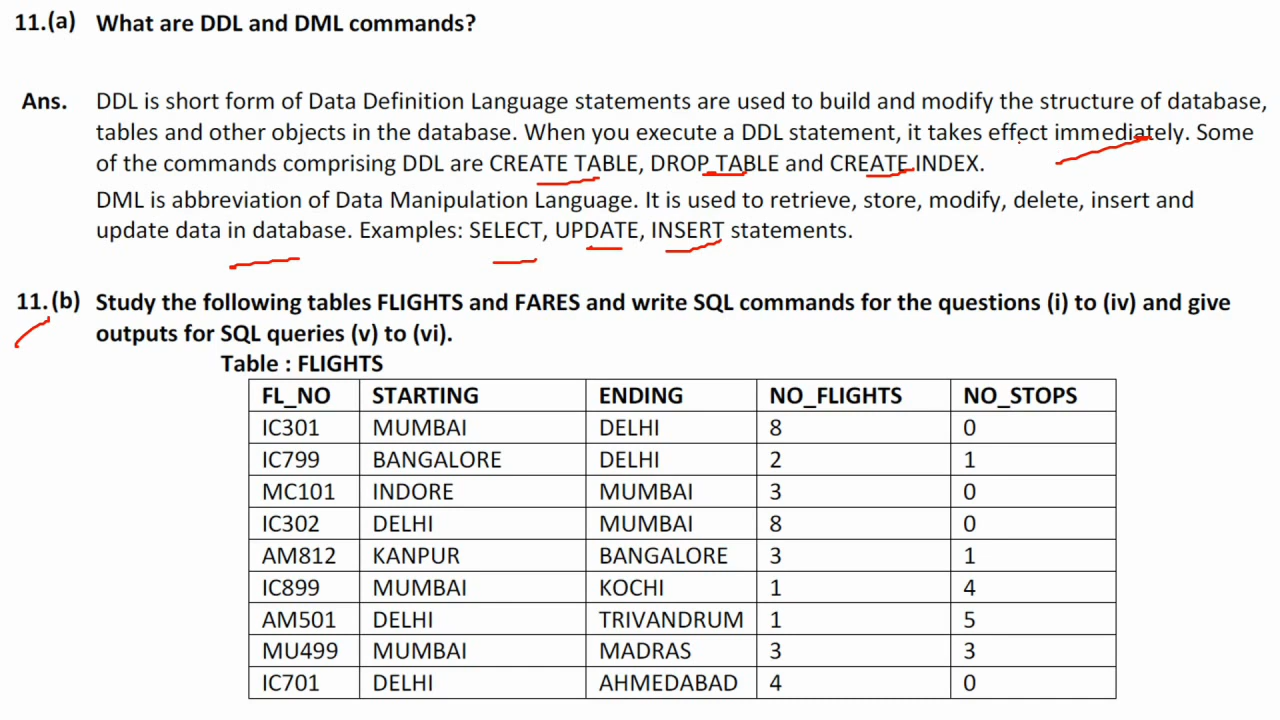 11.(a) What are DDL and DML commands?
Ans. DDL is short form of Data Definition Language statements are used to build and modify the structure of database,
tables and other objects in the database. When you execute a DDL statement, it takes effect immediately. Some
of the commands comprising DDL are CREATE TABLE, DROP TABLE and CREATE INDEX.
DML is abbreviation of Data Manipulation Language. It is used to retrieve, store, modify, delete, insert and
update data in database. Examples: SELECT, UPDATE, INSERT statements.
11.(b) Study the following tables FLIGHTS and FARES and write SQL commands for the questions (i) to (iv) and give
outputs for SQL queries (v) to (vi).
Table : FLIGHTS
FL_NO STARTING ENDING NO_FLIGHTS NO_STOPS
IC301 MUMBAI DELHI 8 0
IC799 BANGALORE DELHI 2 1
MC101 INDORE MUMBAI 3 0
IC302 DELHI MUMBAI 8 0
AM812 KANPUR BANGALORE 3 1
IC899 MUMBAI KOCHI 1 4
AM501 DELHI TRIVANDRUM 1 5
MU499 MUMBAI MADRAS 3 3
IC701 DELHI AHMEDABAD 4 0